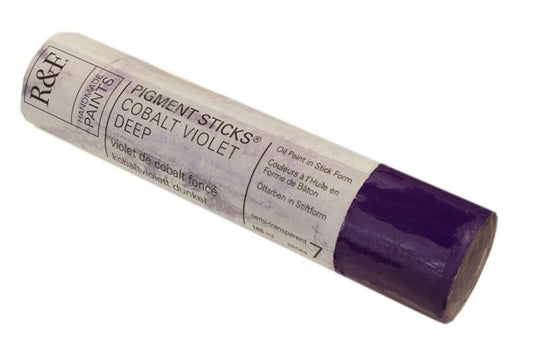 R&F
HANDMADE
PAINTS
PIGMENT STICKS®
COBALT VIOLET
DEEP
violet de cobalt foncé
kobaltviolett dunkel
Oil Paint in Stick Form
Couleurs à l'Huile en
Forme de Bâton
Ölfarben in Stiftform
semi-transparent
188 ml series 7